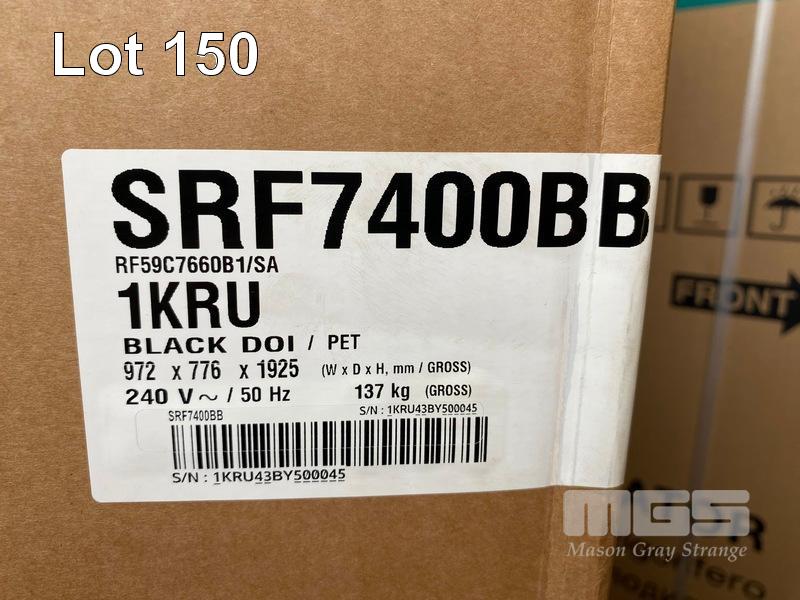 Lot 150
SRF7400BB
RF59C7660B1/SA
1KRU
BLACK DOI / PET
972 x 776 x 1925 (W x D x H, mm / GROSS)
240 V ~ / 50 Hz 137 kg (GROSS)
SRF7400BB S/N : 1KRU43BY500045
S/N : 1KRU43BY500045
FRONT
MGS
Mason Gray Strange